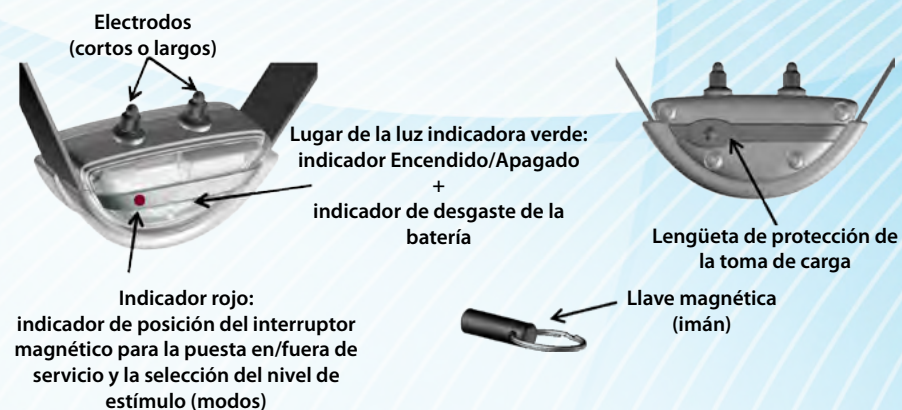 Electrodos
(cortos o largos)
Lugar de la luz indicadora verde:
indicador Encendido/Apagado
+
indicador de desgaste de la
batería
Lengüeta de protección de
la toma de carga
Indicador rojo:
indicador de posición del interruptor
magnético para la puesta en/fuera de
servicio y la selección del nivel de
estímulo (modos)
Llave magnética
(imán)